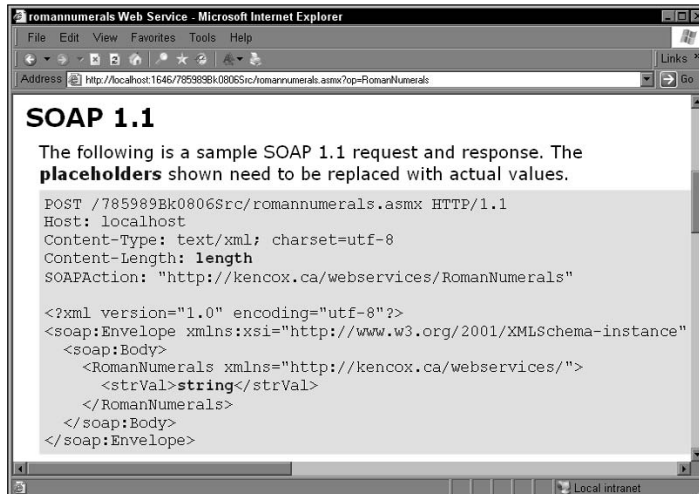 romannumerals Web Service - Microsoft Internet Explorer
File Edit View Favorites Tools Help
Links »
Address http://localhost:1646/785989Bk0806Src/romannumerals.asmx?op=RomanNumerals Go
SOAP 1.1
The following is a sample SOAP 1.1 request and response. The
placeholders shown need to be replaced with actual values.
POST /785989Bk0806Src/romannumerals.asmx HTTP/1.1
Host: localhost
Content-Type: text/xml; charset=utf-8
Content-Length: length
SOAPAction: "http://kencox.ca/webservices/RomanNumerals"
<?xml version="1.0" encoding="utf-8"?>
<soap:Envelope xmlns:xsi="http://www.w3.org/2001/XMLSchema-instance"
<soap:Body>
<RomanNumerals xmlns="http://kencox.ca/webservices/">
<strVal>string</strVal>
</RomanNumerals>
</soap:Body>
</soap:Envelope>
Local intranet